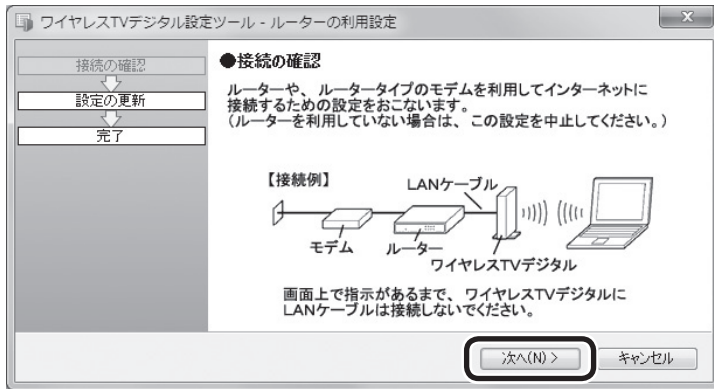 ワイヤレスTVデジタル設定ツール - ルーターの利用設定
接続の確認
設定の更新
完了
●接続の確認
ルーターや、ルータータイプのモデムを利用してインターネットに
接続するための設定をおこないます。
(ルーターを利用していない場合は、この設定を中止してください。)
【接続例】
LANケーブル
モデム
ルーター
ワイヤレスTVデジタル
画面上で指示があるまで、ワイヤレスTVデジタルに
LANケーブルは接続しないでください。
次へ(N) >
キャンセル